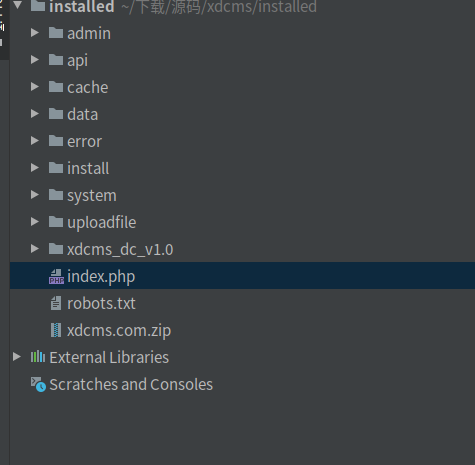 installed ~/下载/源码/xdcms/installed
admin
api
cache
data
error
install
system
uploadfile
xdcms_dc_v1.0
index.php
robots.txt
xdcms.com.zip
External Libraries
Scratches and Consoles